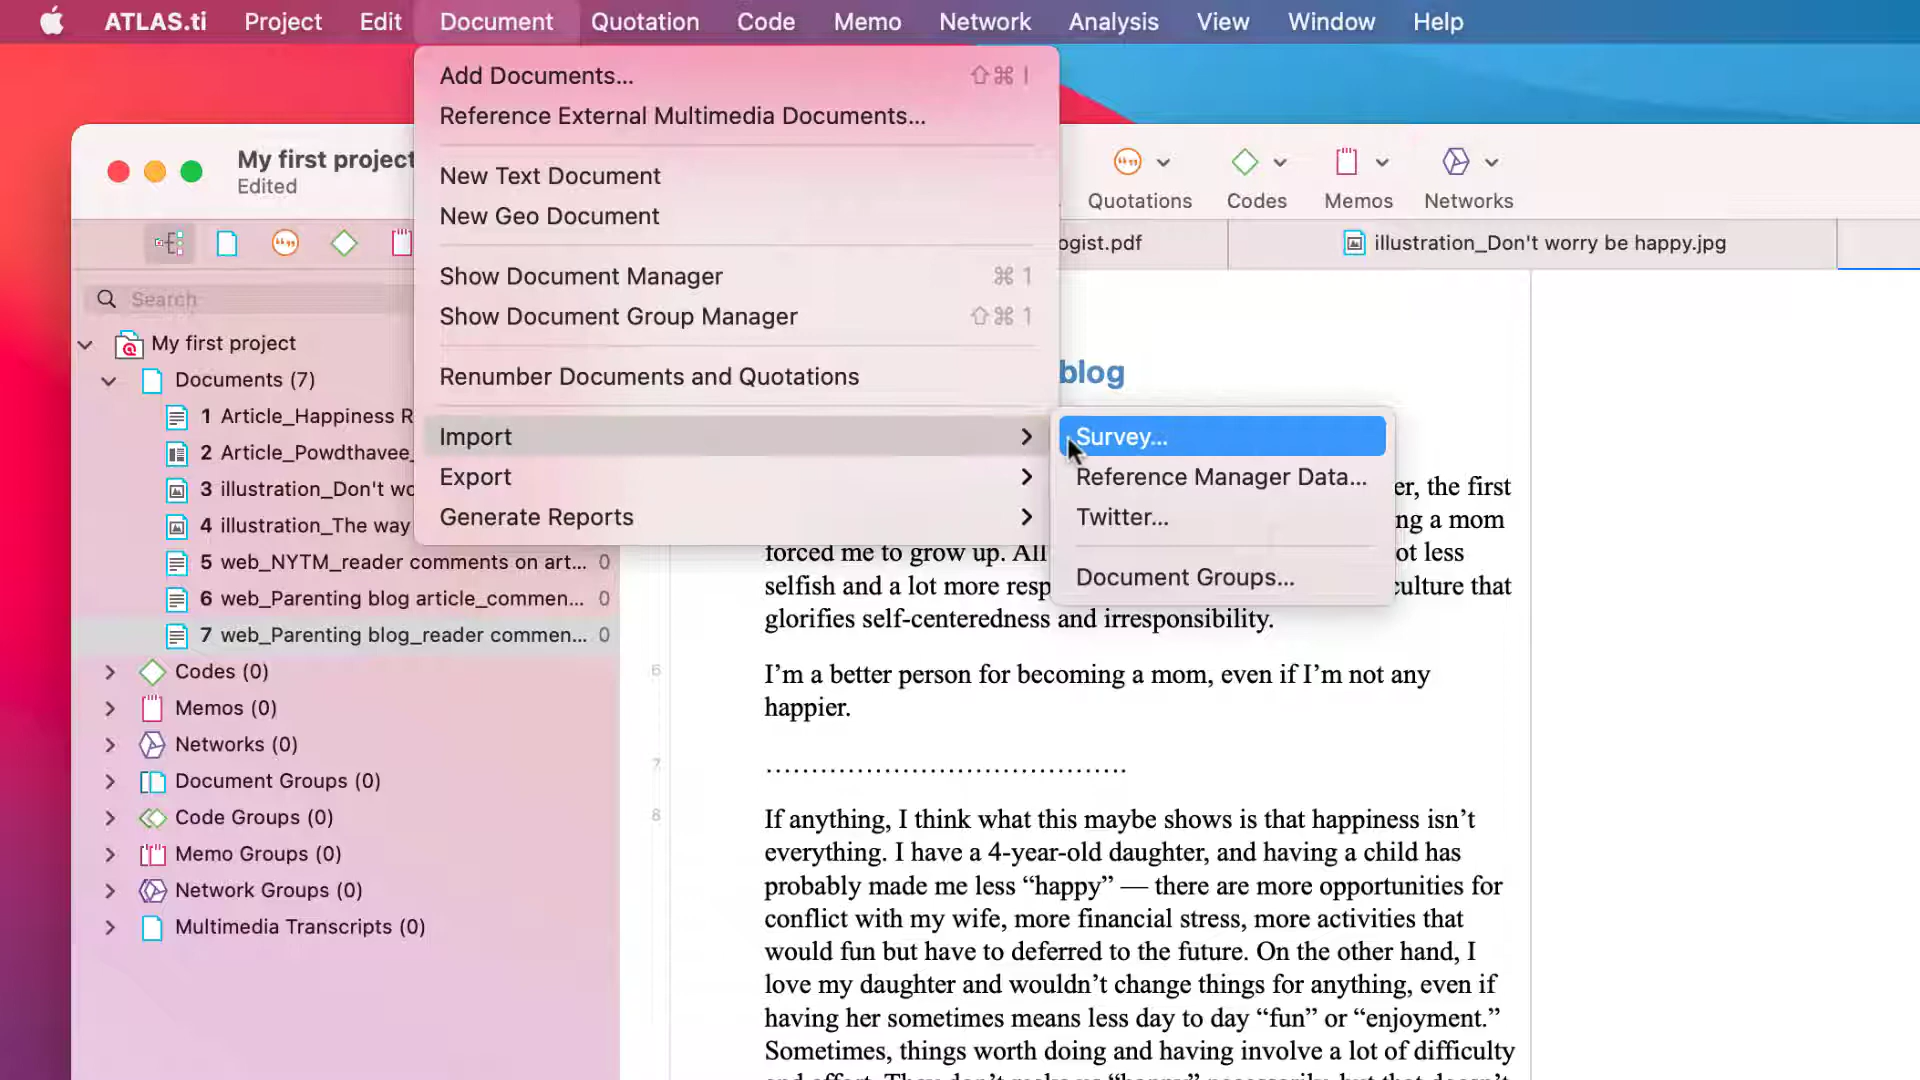 ATLAS.ti Project Edit Document Quotation Code Memo Network Analysis View Window Help
Add Documents... ⇧⌘ I
Reference External Multimedia Documents...
New Text Document
New Geo Document
Show Document Manager ⌘ 1
Show Document Group Manager ⇧⌘ 1
Renumber Documents and Quotations
Import
Export
Generate Reports
Survey...
Reference Manager Data...
Twitter...
Document Groups...
My first project
Edited
Quotations Codes Memos Networks
ogist.pdf illustration_Don't worry be happy.jpg
Search
My first project
Documents (7)
1 Article_Happiness R
2 Article_Powdthavee_
3 illustration_Don't wo
4 illustration_The way
5 web_NYTM_reader comments on art... 0
6 web_Parenting blog article_commen... 0
7 web_Parenting blog_reader commen... 0
Codes (0)
Memos (0)
Networks (0)
Document Groups (0)
Code Groups (0)
Memo Groups (0)
Network Groups (0)
Multimedia Transcripts (0)
blog
er, the first
ng a mom
forced me to grow up. All ot less
selfish and a lot more resp culture that
glorifies self-centeredness and irresponsibility.
6 I’m a better person for becoming a mom, even if I’m not any
happier.
7 .......................................
8 If anything, I think what this maybe shows is that happiness isn’t
everything. I have a 4-year-old daughter, and having a child has
probably made me less “happy” — there are more opportunities for
conflict with my wife, more financial stress, more activities that
would fun but have to deferred to the future. On the other hand, I
love my daughter and wouldn’t change things for anything, even if
having her sometimes means less day to day “fun” or “enjoyment.”
Sometimes, things worth doing and having involve a lot of difficulty